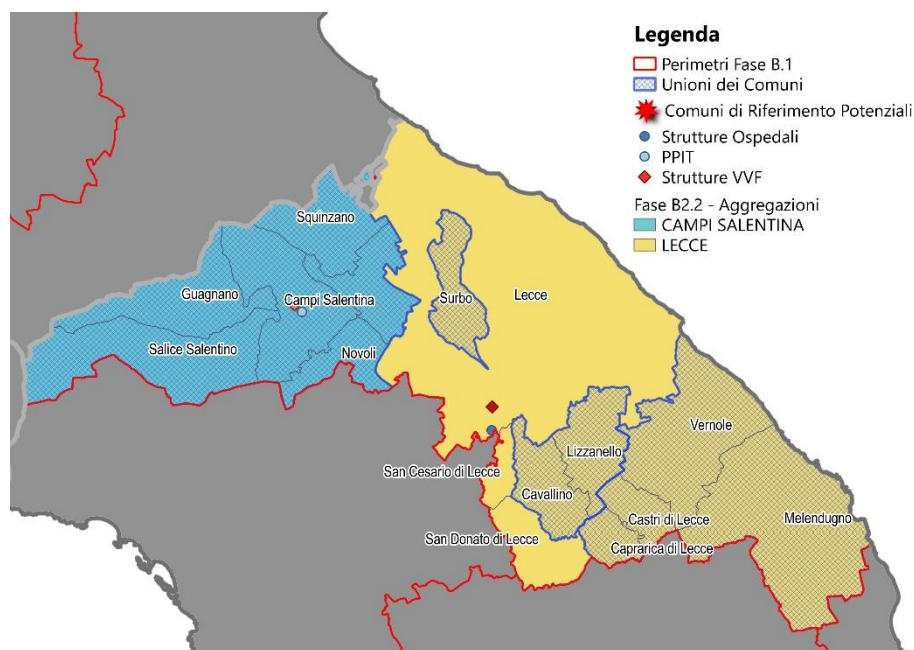 Legenda
Perimetri Fase B.1
Unioni dei Comuni
Comuni di Riferimento Potenziali
Strutture Ospedali
PPIT
Strutture VVF
Fase B2.2 - Aggregazioni
CAMPI SALENTINA
LECCE
Squinzano
Guagnano
Campi Salentina
Surbo
Lecce
Salice Salentino
Novoli
Vernole
Lizzanello
San Cesario di Lecce
Cavallino
Castri di Lecce
Melendugno
San Donato di Lecce
Caprarica di Lecce